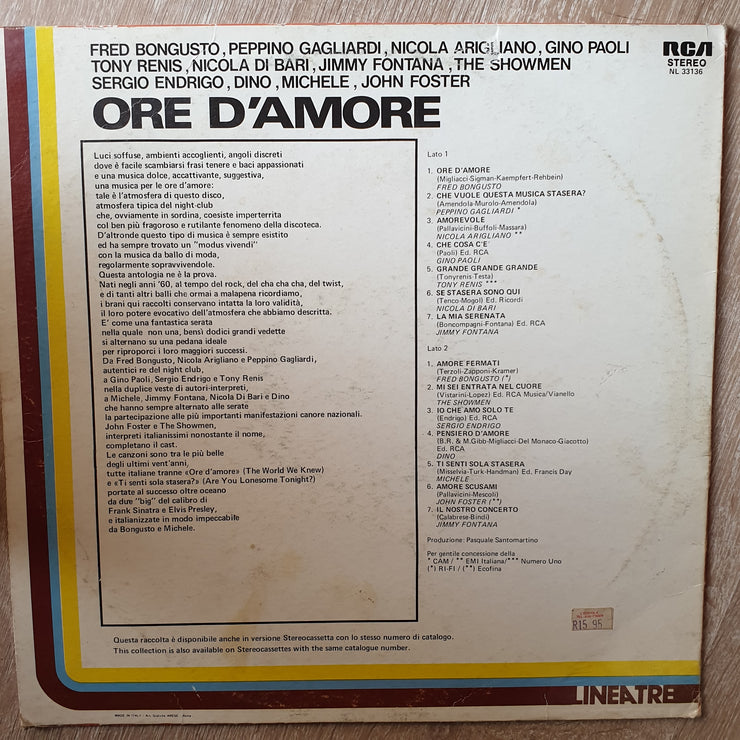 FRED BONGUSTO, PEPPINO GAGLIARDI, NICOLA ARIGLIANO, GINO PAOLI
TONY RENIS, NICOLA DI BARI, JIMMY FONTANA, THE SHOWMEN
SERGIO ENDRIGO, DINO, MICHELE, JOHN FOSTER
ORE D'AMORE
RCA
STEREO
NL 33136
Luci soffuse, ambienti accoglienti, angoli discreti
dove è facile scambiarsi frasi tenere e baci appassionati
e una musica dolce, accattivante, suggestiva,
una musica per le ore d'amore:
tale è l'atmosfera di questo disco,
atmosfera tipica del night-club
che, ovviamente in sordina, coesiste imperterrita
col ben più fragoroso e rutilante fenomeno della discoteca.
D'altronde questo tipo di musica è sempre esistito
ed ha sempre trovato un "modus vivendi"
con la musica da ballo di moda,
regolarmente sopravvivendole.
Questa antologia ne è la prova.
Nati negli anni '60, al tempo del rock, del cha cha cha, del twist,
e di tanti altri balli che ormai a malapena ricordiamo,
i brani qui raccolti conservano intatta la loro validità,
il loro potere evocativo dell'atmosfera che abbiamo descritta.
E' come una fantastica serata
nella quale non una, bensì dodici grandi vedette
si alternano su una pedana ideale
per riproporci i loro maggiori successi.
Da Fred Bongusto, Nicola Arigliano e Peppino Gagliardi,
autentici re del night club,
a Gino Paoli, Sergio Endrigo e Tony Renis
nella duplice veste di autori-interpreti,
a Michele, Jimmy Fontana, Nicola Di Bari e Dino
che hanno sempre alternato alle serate
la partecipazione alle più importanti manifestazioni canore nazionali.
John Foster e The Showmen,
interpreti italianissimi nonostante il nome,
completano il cast.
Le canzoni sono tra le più belle
degli ultimi vent'anni,
tutte italiane tranne «Ore d'amore» (The World We Knew)
e «Ti senti sola stasera?» (Are You Lonesome Tonight?)
portate al successo oltre oceano
da due "big" del calibro di
Frank Sinatra e Elvis Presley,
e italianizzate in modo impeccabile
da Bongusto e Michele.
Lato 1
1. ORE D'AMORE
(Migliacci-Sigman-Kaempfert-Rehbein)
FRED BONGUSTO
2. CHE VUOLE QUESTA MUSICA STASERA?
(Amendola-Murolo-Amendola)
PEPPINO GAGLIARDI *
3. AMOREVOLE
(Pallavicini-Buffoli-Massara)
NICOLA ARIGLIANO **
4. CHE COSA C'E'
(Paoli) Ed. RCA
GINO PAOLI
5. GRANDE GRANDE GRANDE
(Tonyrenis-Testa)
TONY RENIS ***
6. SE STASERA SONO QUI
(Tenco-Mogol) Ed. Ricordi
NICOLA DI BARI
7. LA MIA SERENATA
(Boncompagni-Fontana) Ed. RCA
JIMMY FONTANA
Lato 2
1. AMORE FERMATI
(Terzoli-Zapponi-Kramer)
FRED BONGUSTO (*)
2. MI SEI ENTRATA NEL CUORE
(Vistarini-Lopez) Ed. RCA Musica/Vianello
THE SHOWMEN
3. IO CHE AMO SOLO TE
(Endrigo) Ed. RCA
SERGIO ENDRIGO
4. PENSIERO D'AMORE
(B.R. & M.Gibb-Migliacci-Del Monaco-Giacotto)
Ed. RCA
DINO
5. TI SENTI SOLA STASERA
(Misselvia-Turk-Handman) Ed. Francis Day
MICHELE
6. AMORE SCUSAMI
(Pallavicini-Mescoli)
JOHN FOSTER (**)
7. IL NOSTRO CONCERTO
(Calabrese-Bindi)
JIMMY FONTANA
Produzione: Pasquale Santomartino
Per gentile concessione della
* CAM / ** EMI Italiana/*** Numero Uno
(*) RI-FI / (**) Ecofina
R15.95
Questa raccolta è disponibile anche in versione Stereocassetta con lo stesso numero di catalogo.
This collection is also available on Stereocassettes with the same catalogue number.
LINEATRE
MADE IN ITALY